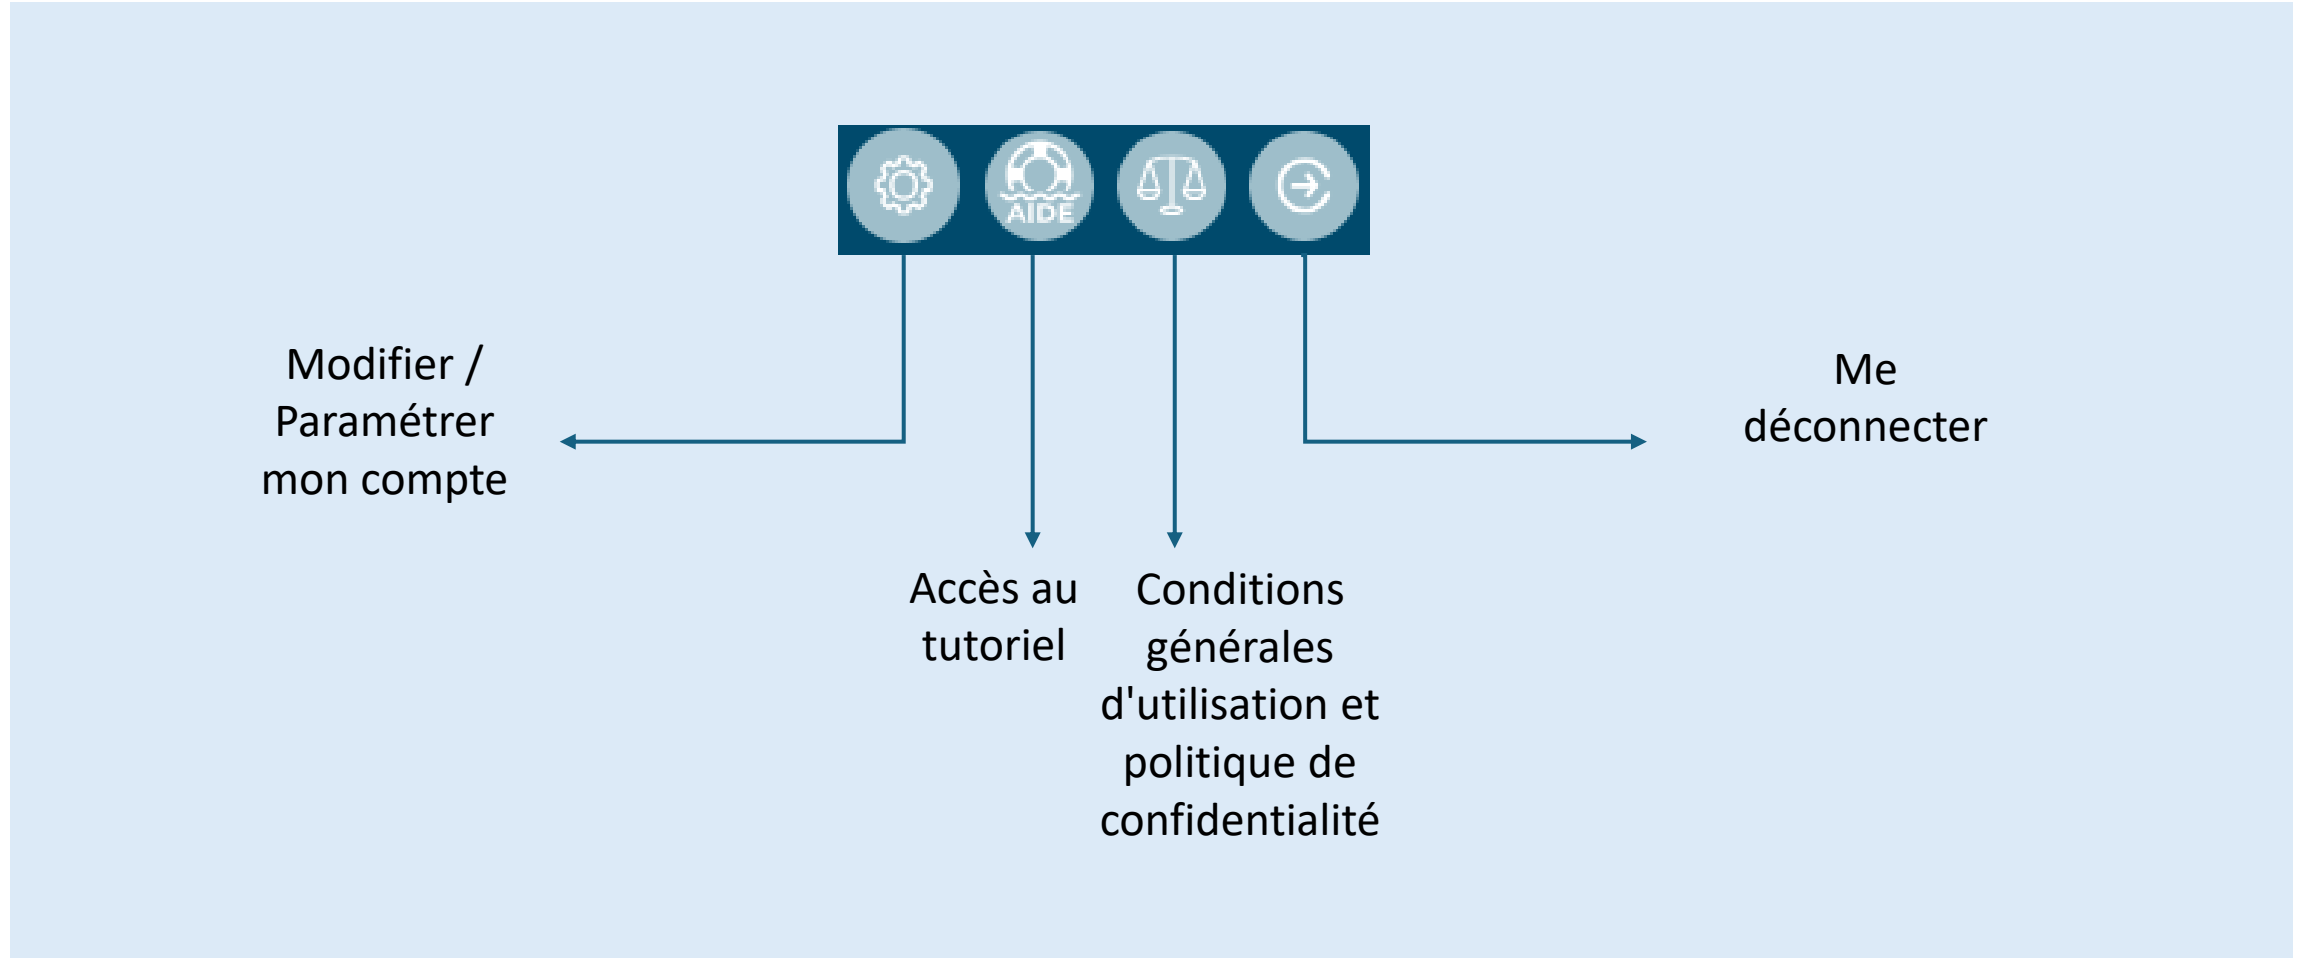 AIDE
Modifier /
Paramétrer
mon compte
Me
déconnecter
Accès au
tutoriel
Conditions
générales
d'utilisation et
politique de
confidentialité